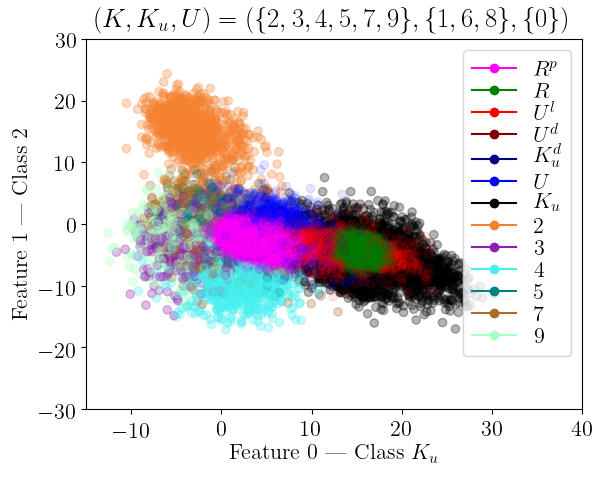 (K, K_u, U) = ({2, 3, 4, 5, 7, 9}, {1, 6, 8}, {0})
30
20
10
0
−10
−20
−30
Feature 1 — Class 2
R^p
R
U^l
U^d
K_u^d
U
K_u
2
3
4
5
7
9
−10
0
10
20
30
40
Feature 0 — Class K_u